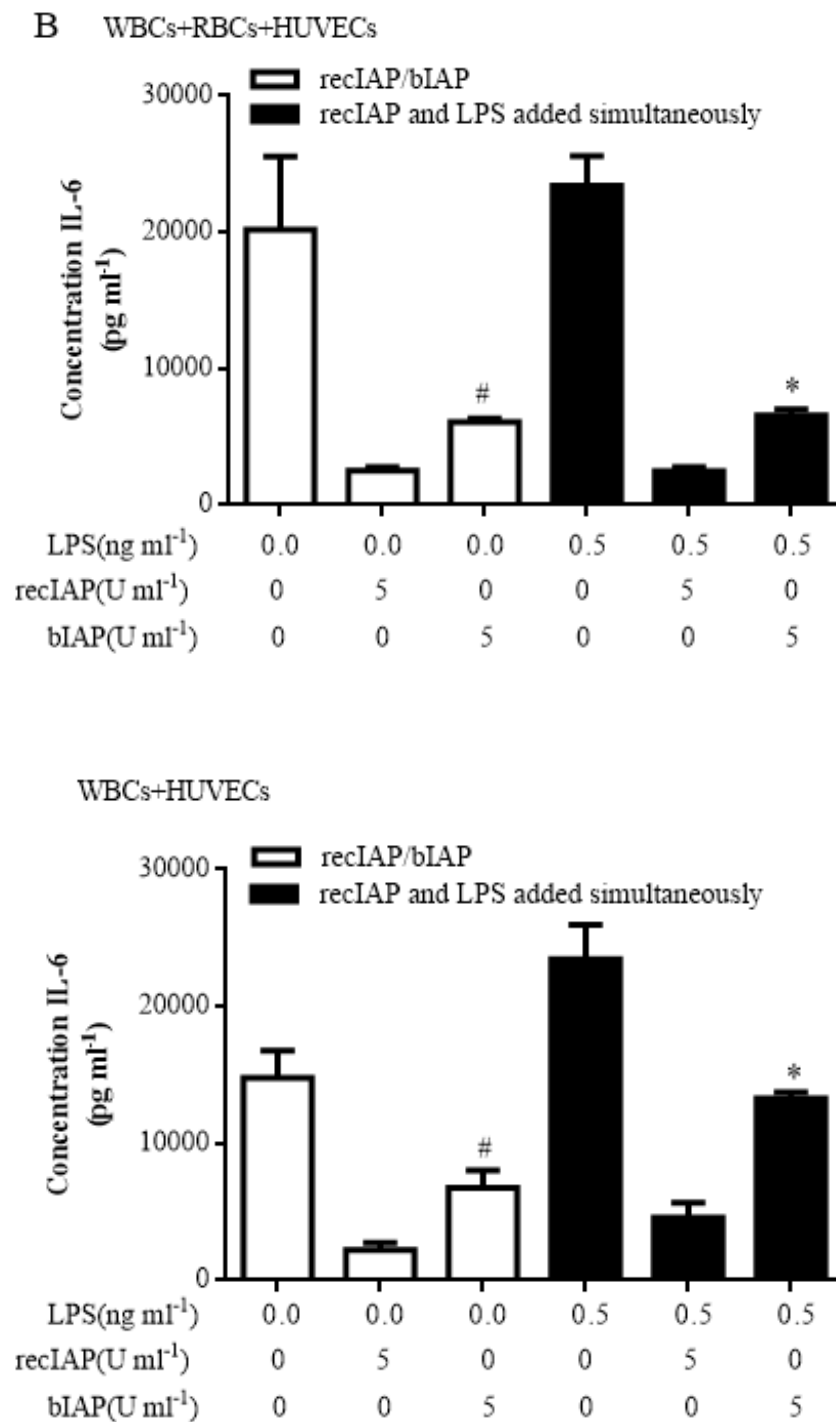 B WBCs+RBCs+HUVECs
recIAP/bIAP
recIAP and LPS added simultaneously
30000
20000
10000
0
Concentration IL-6
(pg ml-1)
#
*
LPS(ng ml-1) 0.0 0.0 0.0 0.5 0.5 0.5
recIAP(U ml-1) 0 5 0 0 5 0
bIAP(U ml-1) 0 0 5 0 0 5
WBCs+HUVECs
recIAP/bIAP
recIAP and LPS added simultaneously
30000
20000
10000
0
Concentration IL-6
(pg ml-1)
#
*
LPS(ng ml-1) 0.0 0.0 0.0 0.5 0.5 0.5
recIAP(U ml-1) 0 5 0 0 5 0
bIAP(U ml-1) 0 0 5 0 0 5